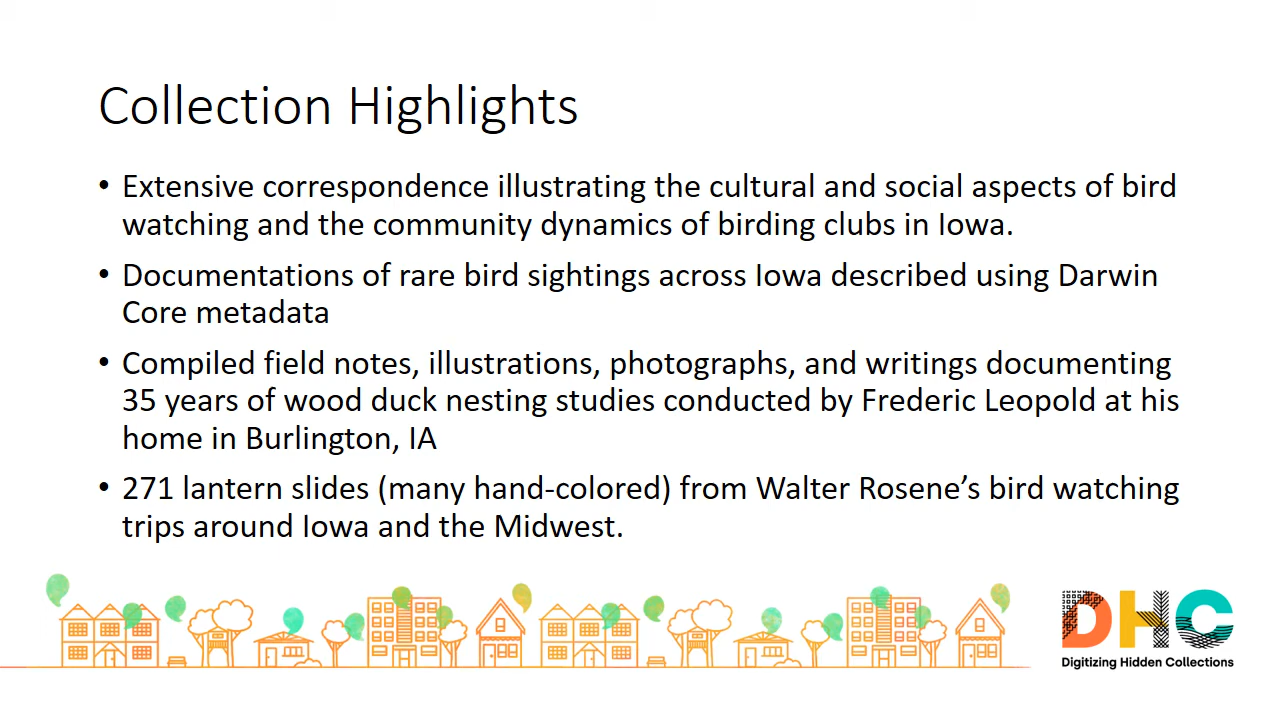 Collection Highlights
• Extensive correspondence illustrating the cultural and social aspects of bird
watching and the community dynamics of birding clubs in Iowa.
• Documentations of rare bird sightings across Iowa described using Darwin
Core metadata
• Compiled field notes, illustrations, photographs, and writings documenting
35 years of wood duck nesting studies conducted by Frederic Leopold at his
home in Burlington, IA
• 271 lantern slides (many hand-colored) from Walter Rosene’s bird watching
trips around Iowa and the Midwest.
DHC
Digitizing Hidden Collections